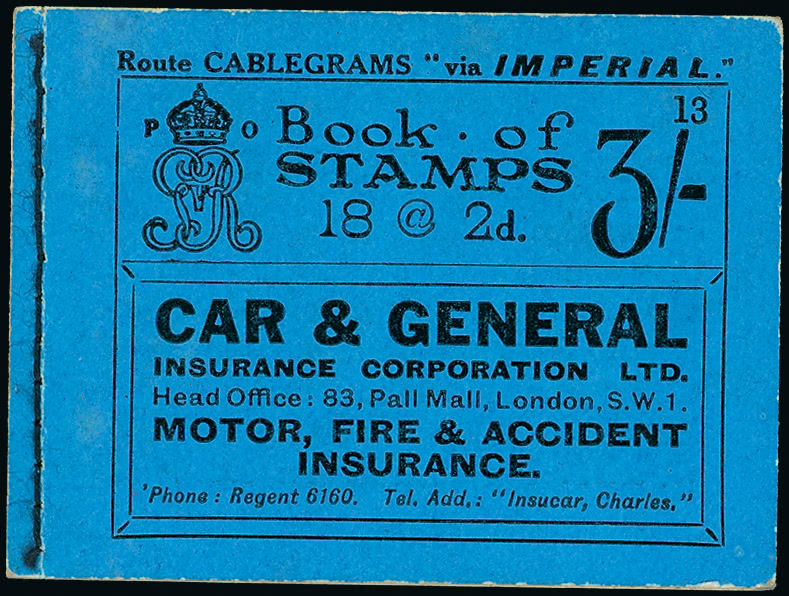 Route CABLEGRAMS "via IMPERIAL."
13
P O Book · of
STAMPS 3/-
18 @ 2d.
CAR & GENERAL
INSURANCE CORPORATION LTD.
Head Office: 83, Pall Mall, London, S.W.1.
MOTOR, FIRE & ACCIDENT
INSURANCE.
'Phone: Regent 6160. Tel. Add.: "Insucar, Charles."